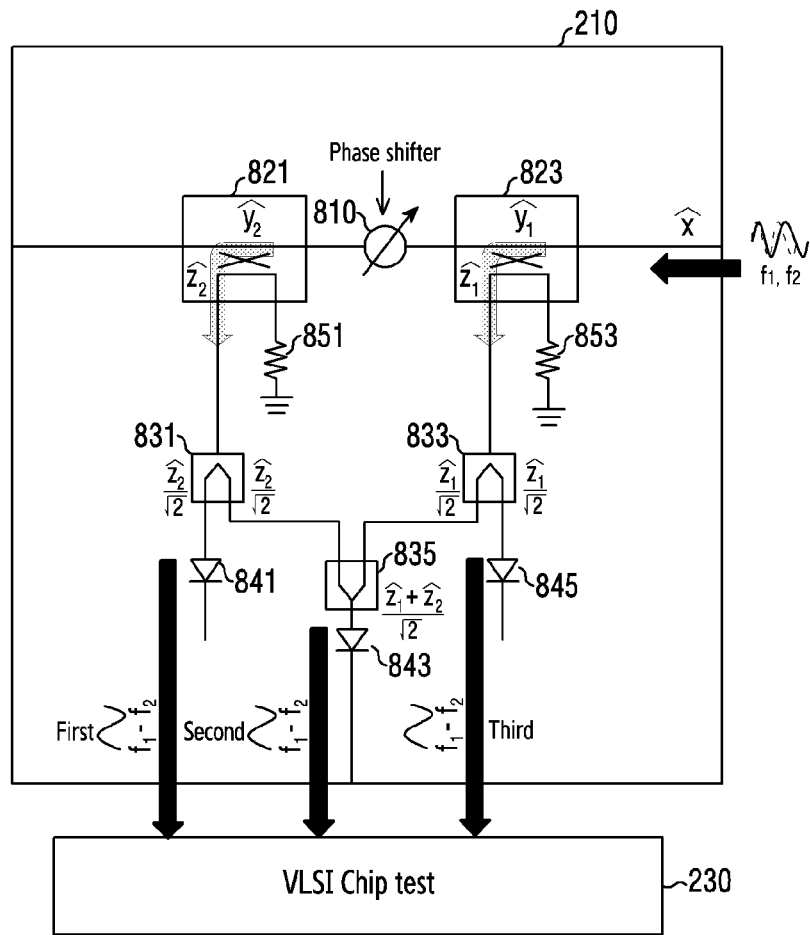 210
Phase shifter
821
810
823
ŷ₂
ŷ₁
x̂
ẑ₂
ẑ₁
f₁, f₂
851
853
831
833
ẑ₂/√2
ẑ₂/√2
ẑ₁/√2
ẑ₁/√2
835
841
845
ẑ₁ + ẑ₂/√2
843
First
f₁ - f₂
Second
f₁ - f₂
f₁ - f₂
Third
VLSI Chip test
230